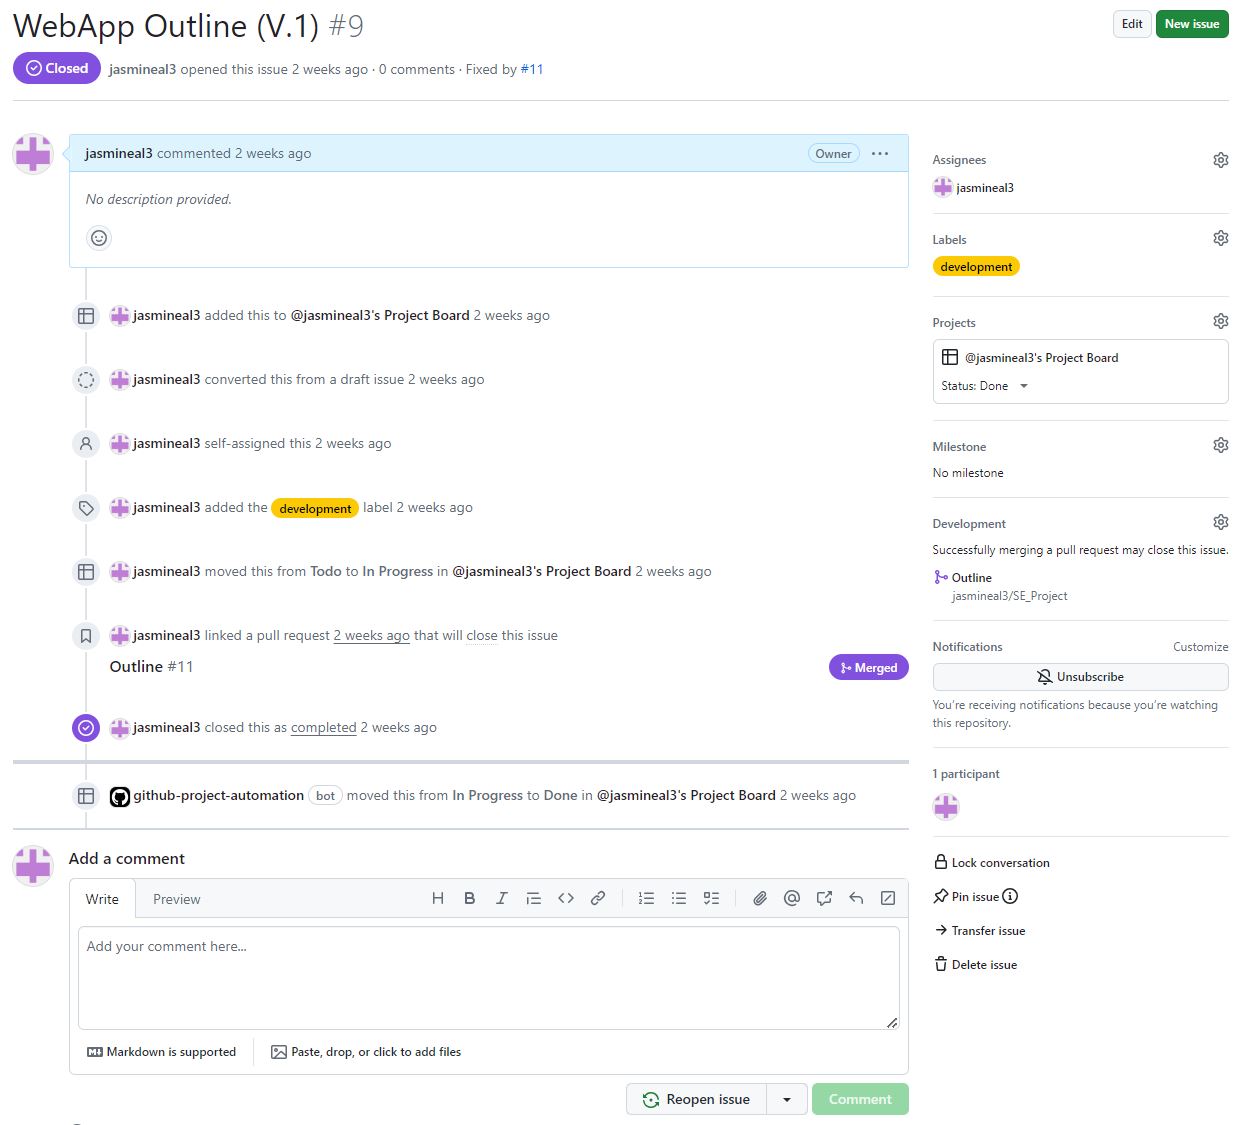 WebApp Outline (V.1) #9
Edit
New issue
Closed
jasmineal3 opened this issue 2 weeks ago · 0 comments · Fixed by #11
jasmineal3 commented 2 weeks ago
Owner
No description provided.
jasmineal3 added this to @jasmineal3's Project Board 2 weeks ago
jasmineal3 converted this from a draft issue 2 weeks ago
jasmineal3 self-assigned this 2 weeks ago
jasmineal3 added the development label 2 weeks ago
jasmineal3 moved this from Todo to In Progress in @jasmineal3's Project Board 2 weeks ago
jasmineal3 linked a pull request 2 weeks ago that will close this issue
Outline #11
Merged
jasmineal3 closed this as completed 2 weeks ago
github-project-automation bot moved this from In Progress to Done in @jasmineal3's Project Board 2 weeks ago
Add a comment
Write
Preview
Add your comment here...
Markdown is supported
Paste, drop, or click to add files
Reopen issue
Comment
Assignees
jasmineal3
Labels
development
Projects
@jasmineal3's Project Board
Status: Done
Milestone
No milestone
Development
Successfully merging a pull request may close this issue.
Outline
jasmineal3/SE_Project
Notifications
Customize
Unsubscribe
You're receiving notifications because you're watching
this repository.
1 participant
Lock conversation
Pin issue
Transfer issue
Delete issue